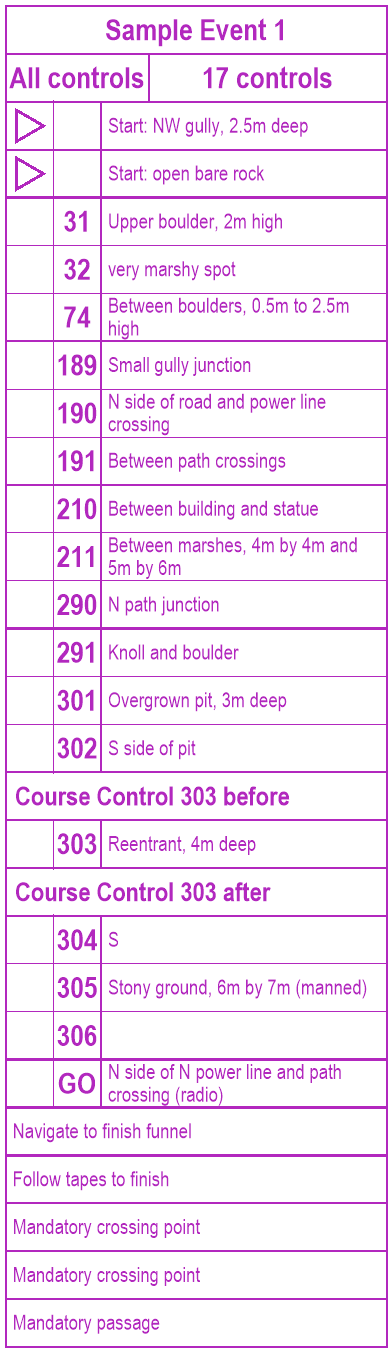 Sample Event 1
All controls 17 controls
Start: NW gully, 2.5m deep
Start: open bare rock
31 Upper boulder, 2m high
32 very marshy spot
74 Between boulders, 0.5m to 2.5m
high
189 Small gully junction
190 N side of road and power line
crossing
191 Between path crossings
210 Between building and statue
211 Between marshes, 4m by 4m and
5m by 6m
290 N path junction
291 Knoll and boulder
301 Overgrown pit, 3m deep
302 S side of pit
Course Control 303 before
303 Reentrant, 4m deep
Course Control 303 after
304 S
305 Stony ground, 6m by 7m (manned)
306
GO N side of N power line and path
crossing (radio)
Navigate to finish funnel
Follow tapes to finish
Mandatory crossing point
Mandatory crossing point
Mandatory passage